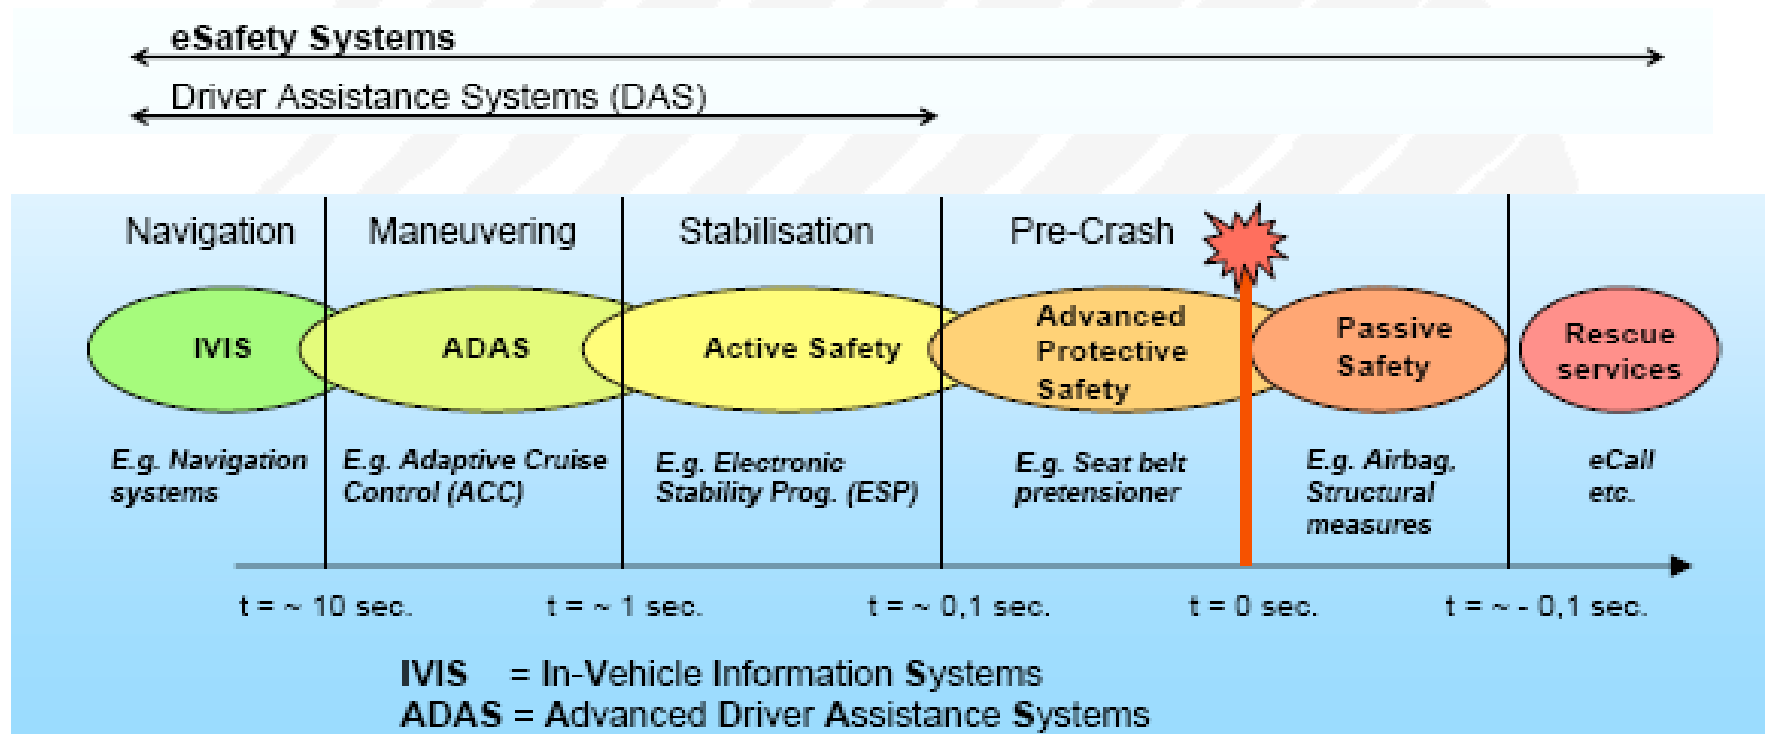 eSafety Systems
Driver Assistance Systems (DAS)
Navigation
Maneuvering
Stabilisation
Pre-Crash
IVIS
ADAS
Active Safety
Advanced
Protective
Safety
Passive
Safety
Rescue
services
E.g. Navigation
systems
E.g. Adaptive Cruise
Control (ACC)
E.g. Electronic
Stability Prog. (ESP)
E.g. Seat belt
pretensioner
E.g. Airbag,
Structural
measures
eCall
etc.
t = ~ 10 sec.
t = ~ 1 sec.
t = ~ 0,1 sec.
t = 0 sec.
t = ~ - 0,1 sec.
IVIS = In-Vehicle Information Systems
ADAS = Advanced Driver Assistance Systems